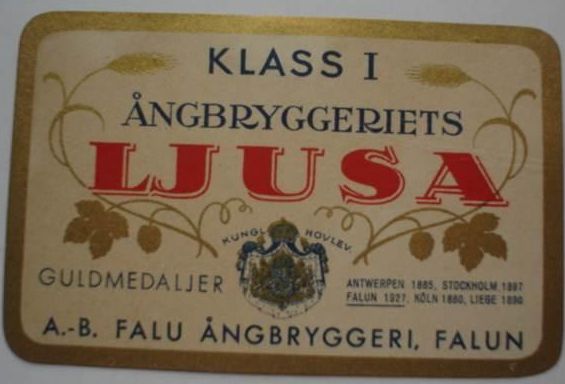 KLASS I
ÅNGBRYGGERIETS
LJUSA
KUNGL. HOVLEV.
GULDMEDALJER
ANTWERPEN 1885, STOCKHOLM 1897
FALUN 1927, KÖLN 1880, LIEGE 1890
A.-B. FALU ÅNGBRYGGERI, FALUN